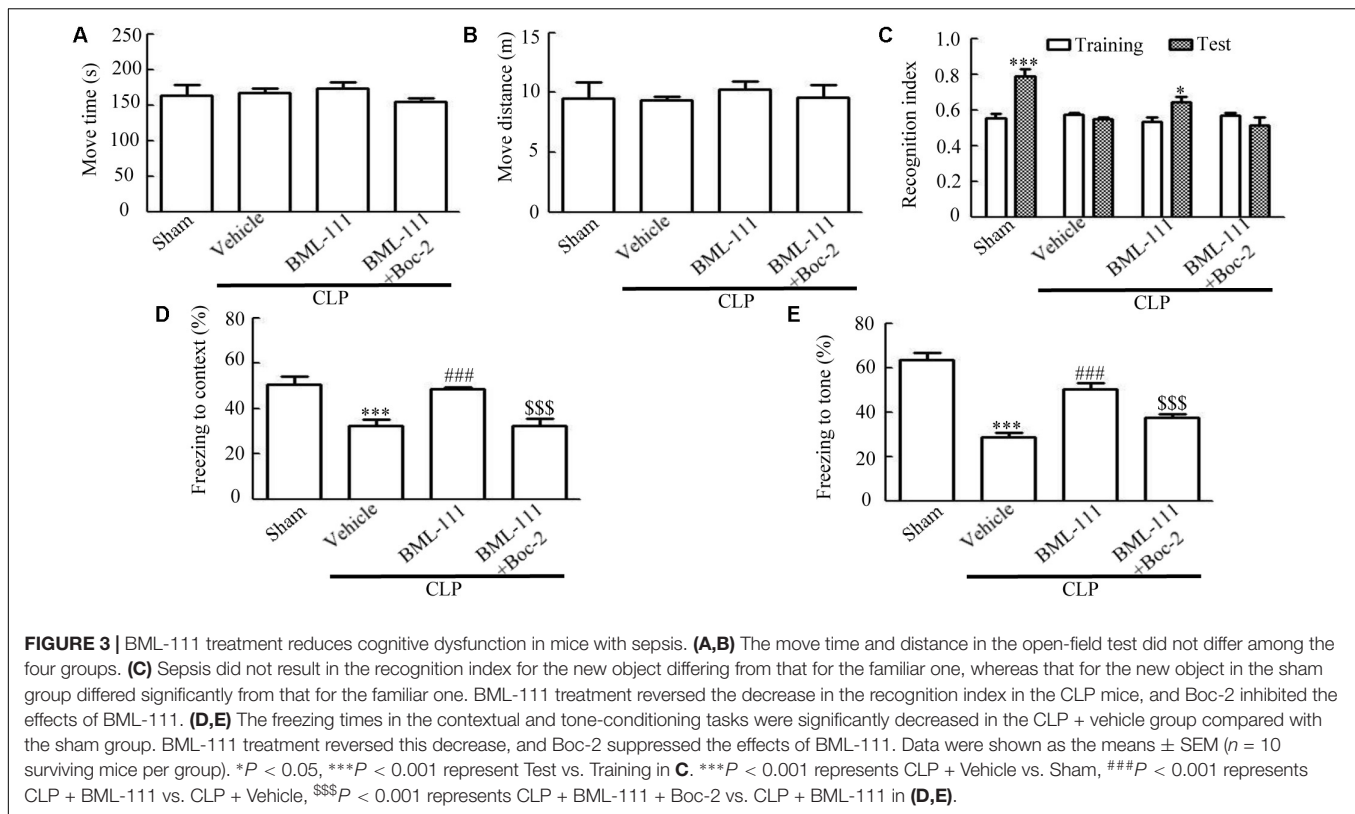 A
Move time (s)
250
200
150
100
50
0
Sham
Vehicle
BML-111
BML-111
+Boc-2
CLP
B
Move distance (m)
15
10
5
0
Sham
Vehicle
BML-111
BML-111
+Boc-2
CLP
C
Training Test
Recognition index
1.0
0.8
0.6
0.4
0.2
0
***
*
Sham
Vehicle
BML-111
BML-111
+Boc-2
CLP
D
Freezing to context (%)
80
60
40
20
0
***
###
$$$
Sham
Vehicle
BML-111
BML-111
+Boc-2
CLP
E
Freezing to tone (%)
80
60
40
20
0
***
###
$$$
Sham
Vehicle
BML-111
BML-111
+Boc-2
CLP
FIGURE 3 | BML-111 treatment reduces cognitive dysfunction in mice with sepsis. (A,B) The move time and distance in the open-field test did not differ among the
four groups. (C) Sepsis did not result in the recognition index for the new object differing from that for the familiar one, whereas that for the new object in the sham
group differed significantly from that for the familiar one. BML-111 treatment reversed the decrease in the recognition index in the CLP mice, and Boc-2 inhibited the
effects of BML-111. (D,E) The freezing times in the contextual and tone-conditioning tasks were significantly decreased in the CLP + vehicle group compared with
the sham group. BML-111 treatment reversed this decrease, and Boc-2 suppressed the effects of BML-111. Data were shown as the means ± SEM (n = 10
surviving mice per group). *P < 0.05, ***P < 0.001 represent Test vs. Training in C. ***P < 0.001 represents CLP + Vehicle vs. Sham, ###P < 0.001 represents
CLP + BML-111 vs. CLP + Vehicle, $$$P < 0.001 represents CLP + BML-111 + Boc-2 vs. CLP + BML-111 in (D,E).